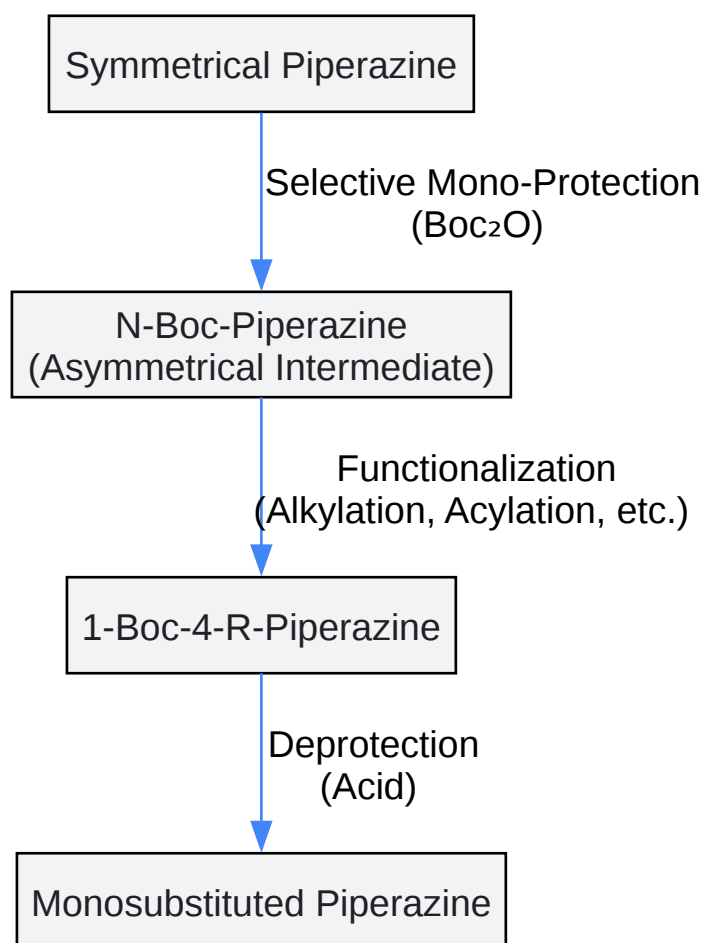 Symmetrical Piperazine
Selective Mono-Protection
(Boc₂O)
N-Boc-Piperazine
(Asymmetrical Intermediate)
Functionalization
(Alkylation, Acylation, etc.)
1-Boc-4-R-Piperazine
Deprotection
(Acid)
Monosubstituted Piperazine